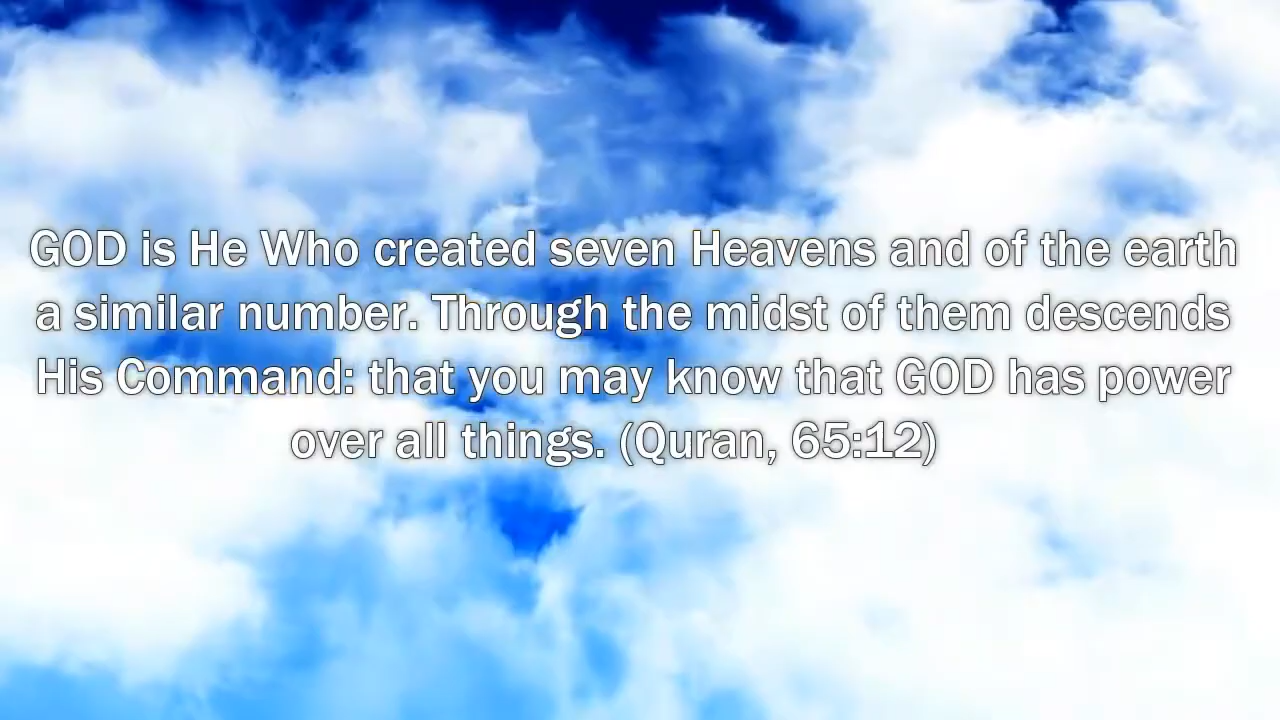 GOD is He Who created seven Heavens and of the earth
a similar number. Through the midst of them descends
His Command: that you may know that GOD has power
over all things. (Quran, 65:12)